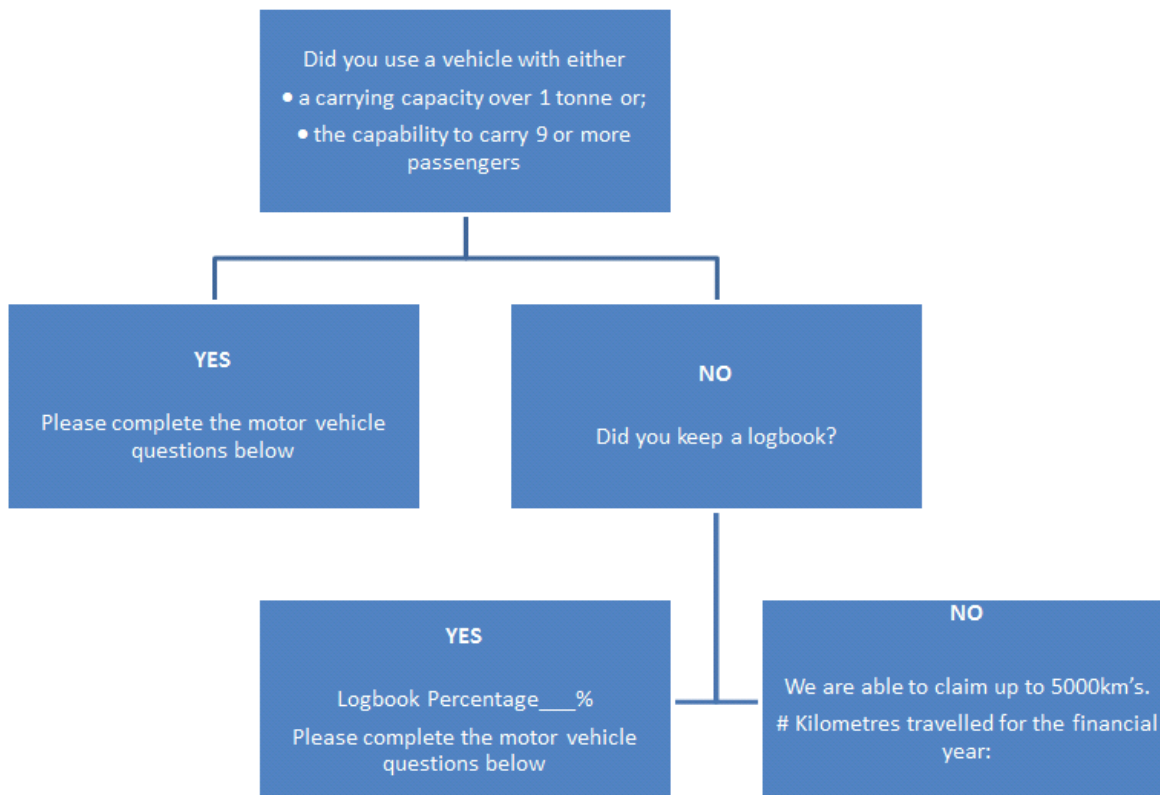 Did you use a vehicle with either
• a carrying capacity over 1 tonne or;
• the capability to carry 9 or more
passengers
YES
Please complete the motor vehicle
questions below
NO
Did you keep a logbook?
YES
Logbook Percentage___%
Please complete the motor vehicle
questions below
NO
We are able to claim up to 5000km's.
# Kilometres travelled for the financial
year: